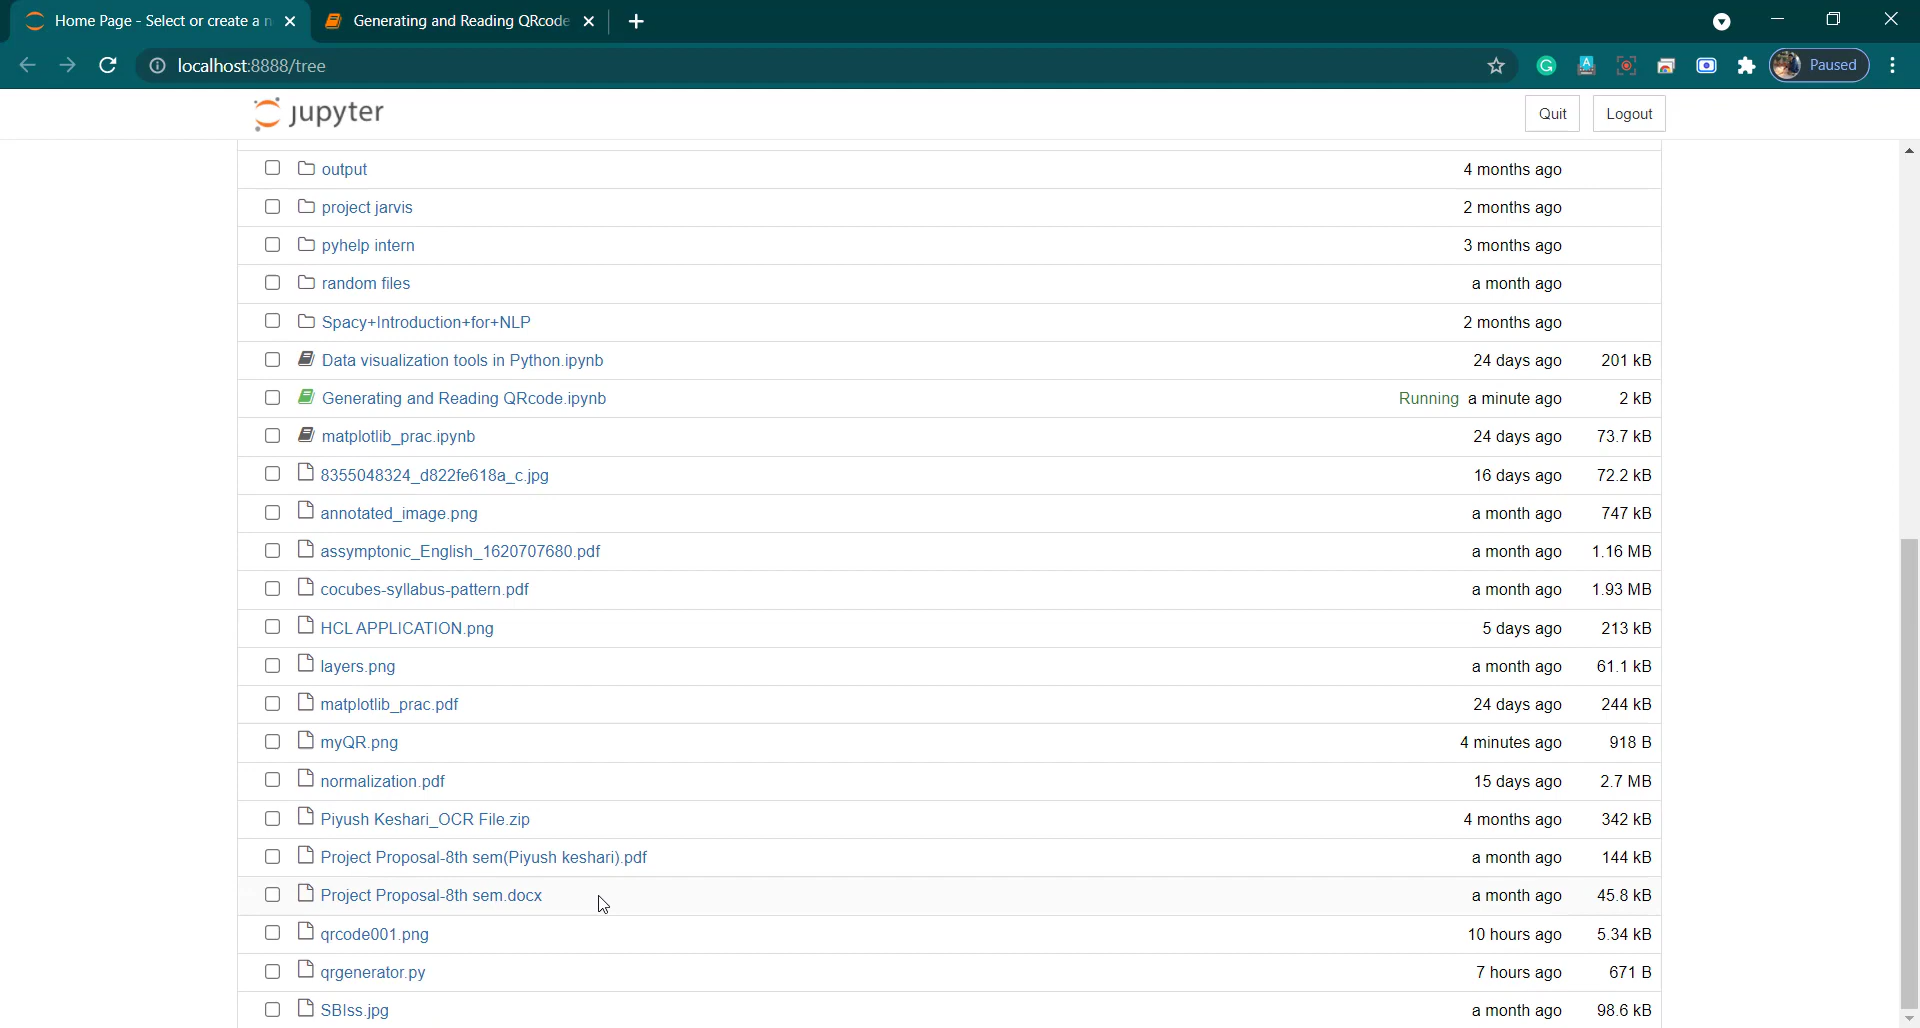 Home Page - Select or create a n
Generating and Reading QRcode
localhost:8888/tree
Paused
jupyter
Quit
Logout
output 4 months ago
project jarvis 2 months ago
pyhelp intern 3 months ago
random files a month ago
Spacy+Introduction+for+NLP 2 months ago
Data visualization tools in Python.ipynb 24 days ago 201 kB
Generating and Reading QRcode.ipynb Running a minute ago 2 kB
matplotlib_prac.ipynb 24 days ago 73.7 kB
8355048324_d822fe618a_c.jpg 16 days ago 72.2 kB
annotated_image.png a month ago 747 kB
assymptonic_English_1620707680.pdf a month ago 1.16 MB
cocubes-syllabus-pattern.pdf a month ago 1.93 MB
HCL APPLICATION.png 5 days ago 213 kB
layers.png a month ago 61.1 kB
matplotlib_prac.pdf 24 days ago 244 kB
myQR.png 4 minutes ago 918 B
normalization.pdf 15 days ago 2.7 MB
Piyush Keshari_OCR File.zip 4 months ago 342 kB
Project Proposal-8th sem(Piyush keshari).pdf a month ago 144 kB
Project Proposal-8th sem.docx a month ago 45.8 kB
qrcode001.png 10 hours ago 5.34 kB
qrgenerator.py 7 hours ago 671 B
SBIss.jpg a month ago 98.6 kB